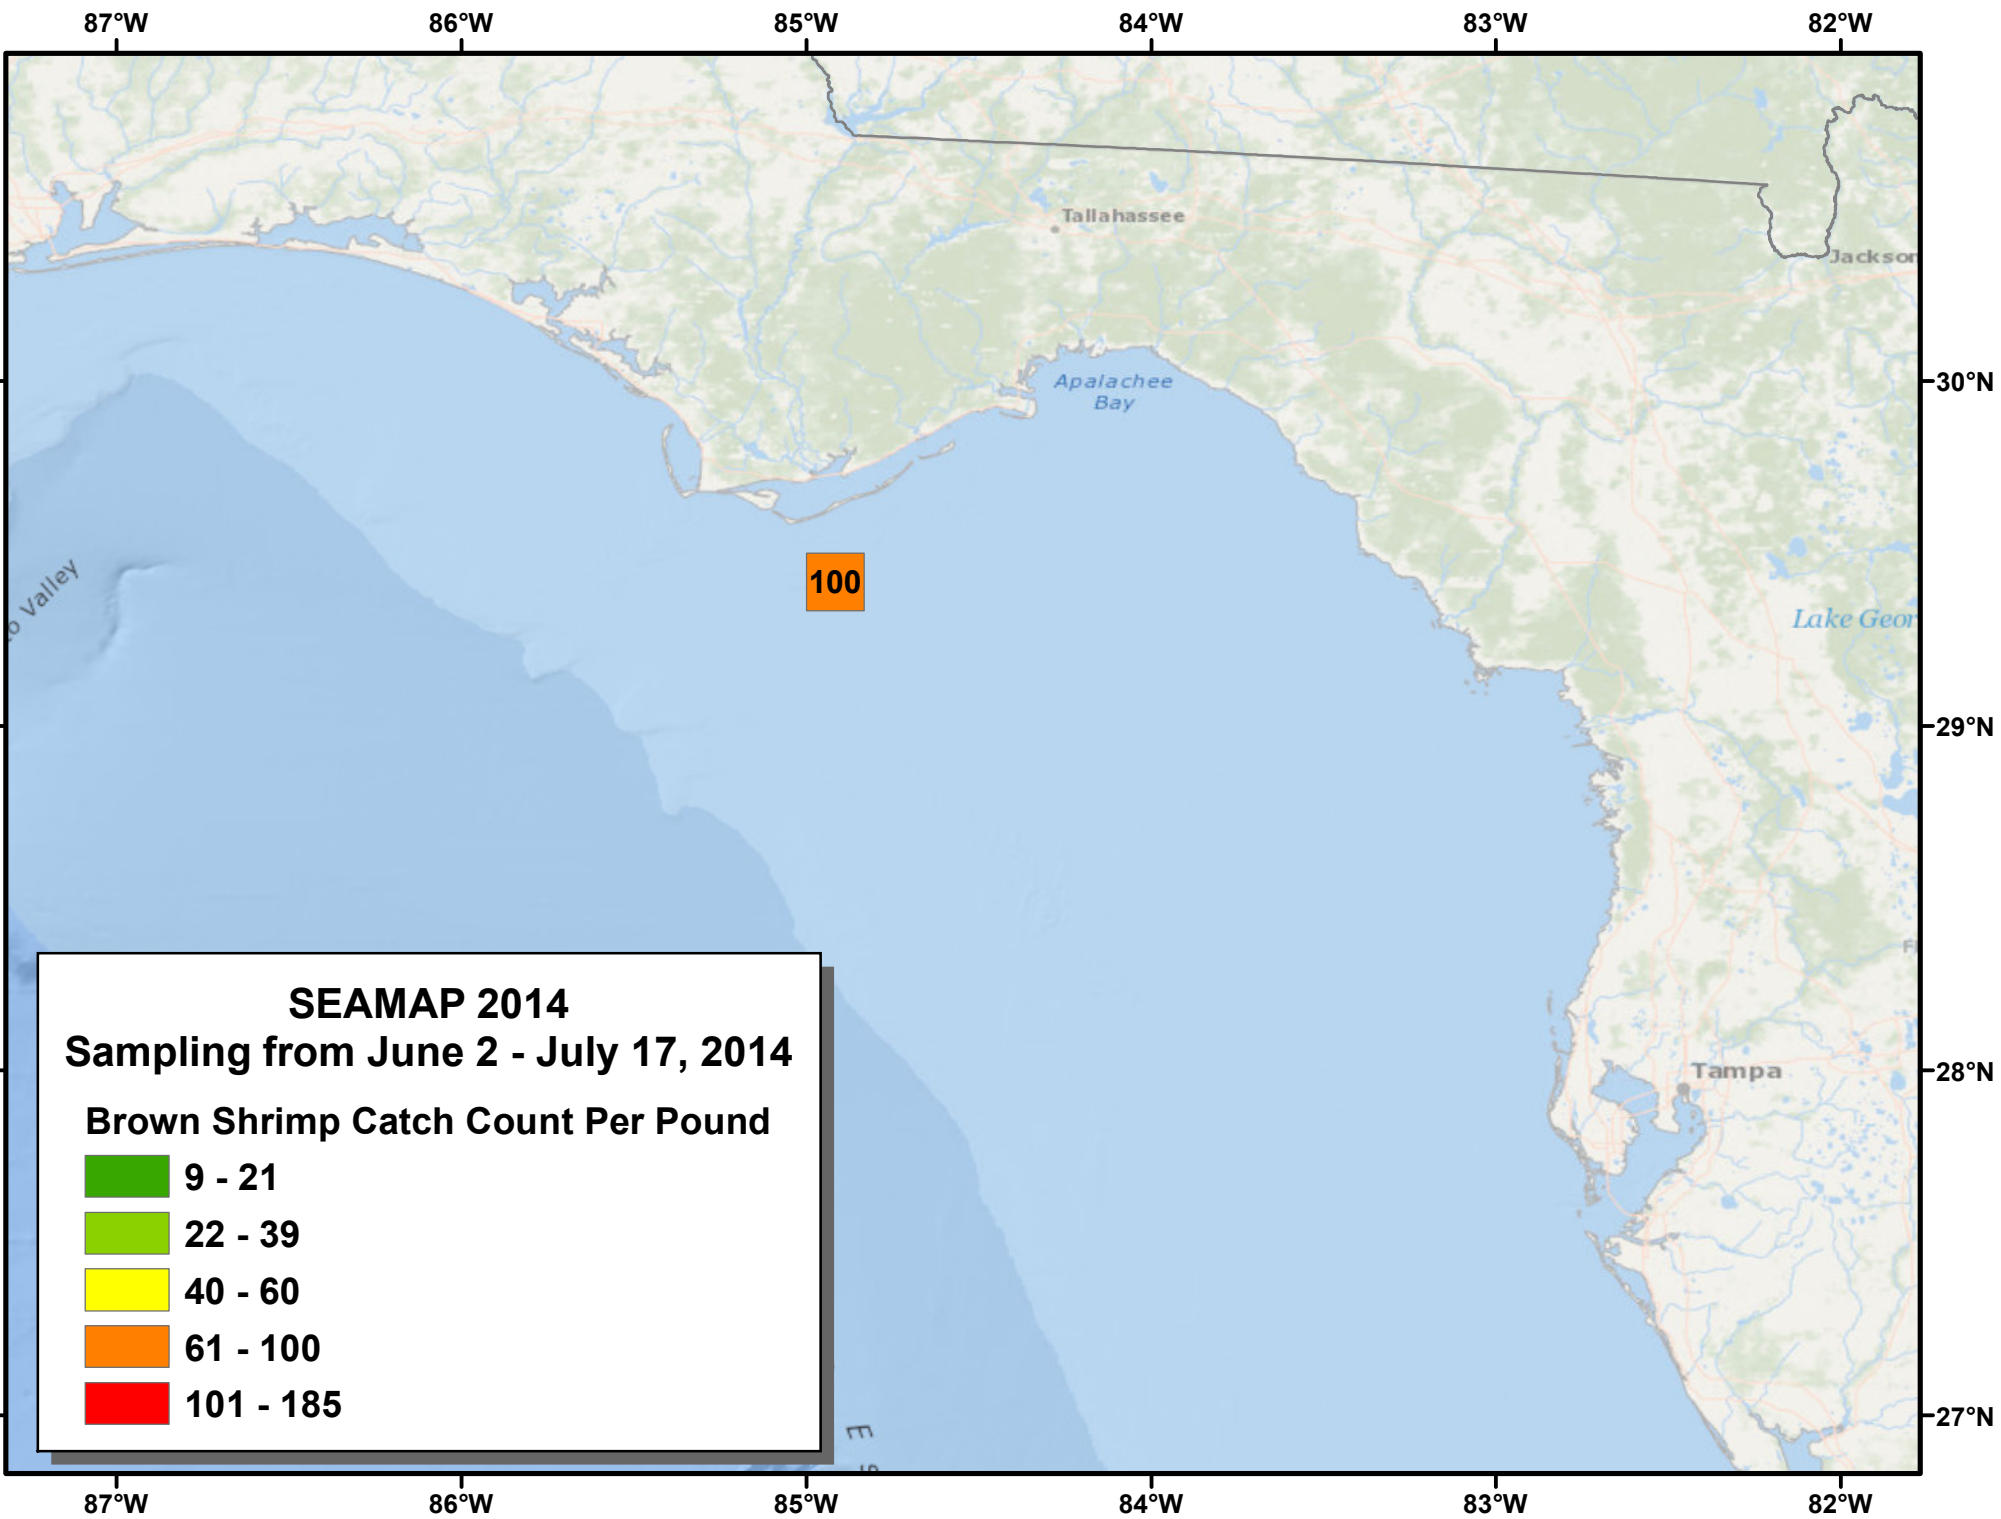 87°W 86°W 85°W 84°W 83°W 82°W
Tallahassee
Jackson
Apalachee
Bay
30°N
100
Valley
Lake Geor
29°N
SEAMAP 2014
Sampling from June 2 - July 17, 2014
Brown Shrimp Catch Count Per Pound
9 - 21
22 - 39
40 - 60
61 - 100
101 - 185
Tampa
28°N
E
27°N
87°W 86°W 85°W 84°W 83°W 82°W